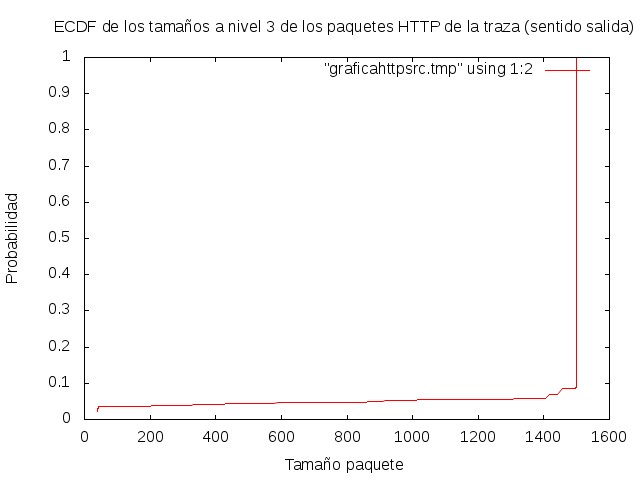 ECDF de los tamaños a nivel 3 de los paquetes HTTP de la traza (sentido salida)
"graficahttpsrc.tmp" using 1:2
1
0.9
0.8
0.7
0.6
0.5
0.4
0.3
0.2
0.1
0
Probabilidad
0 200 400 600 800 1000 1200 1400 1600
Tamaño paquete